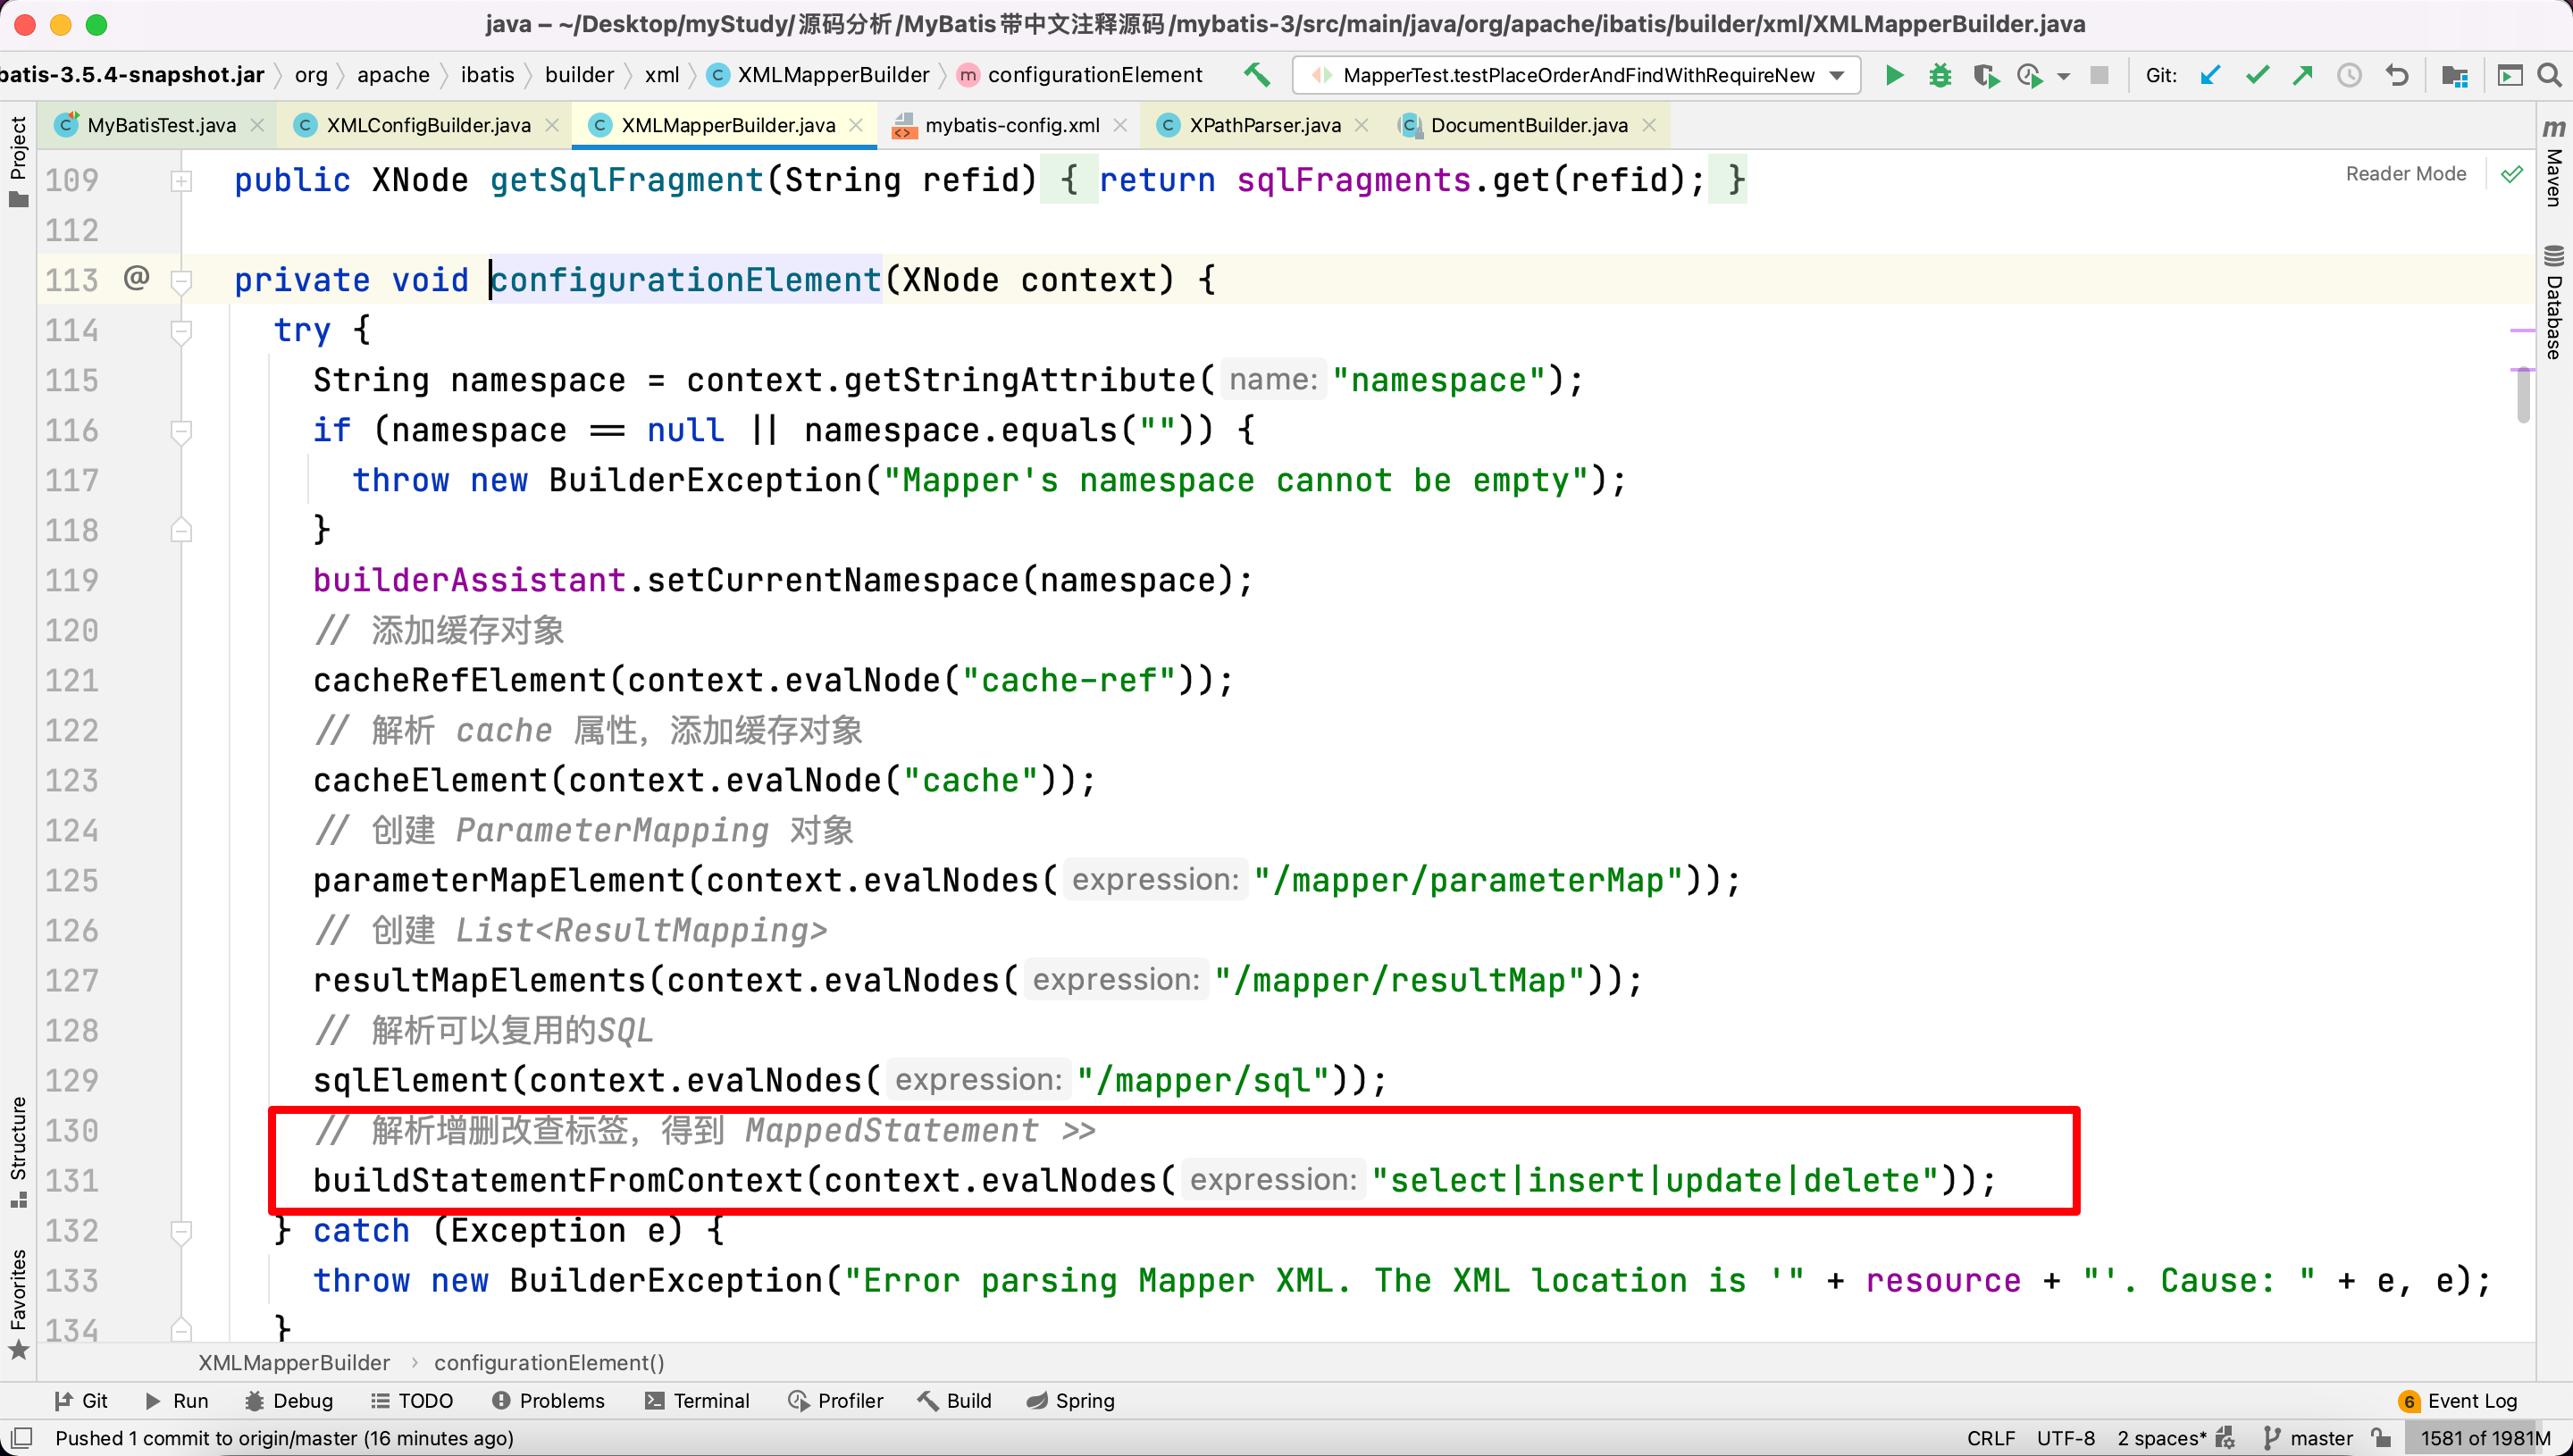 java – ~/Desktop/myStudy/源码分析/MyBatis带中文注释源码/mybatis-3/src/main/java/org/apache/ibatis/builder/xml/XMLMapperBuilder.java
batis-3.5.4-snapshot.jar org apache ibatis builder xml C XMLMapperBuilder m configurationElement MapperTest.testPlaceOrderAndFindWithRequireNew Git:
MyBatisTest.java XMLConfigBuilder.java XMLMapperBuilder.java mybatis-config.xml XPathParser.java DocumentBuilder.java
Project
Structure
Favorites
Maven
Database
Reader Mode
109 public XNode getSqlFragment(String refid) { return sqlFragments.get(refid); }
112
113 @ private void configurationElement(XNode context) {
114 try {
115 String namespace = context.getStringAttribute( name: "namespace");
116 if (namespace == null || namespace.equals("")) {
117 throw new BuilderException("Mapper's namespace cannot be empty");
118 }
119 builderAssistant.setCurrentNamespace(namespace);
120 // 添加缓存对象
121 cacheRefElement(context.evalNode("cache-ref"));
122 // 解析 cache 属性，添加缓存对象
123 cacheElement(context.evalNode("cache"));
124 // 创建 ParameterMapping 对象
125 parameterMapElement(context.evalNodes( expression: "/mapper/parameterMap"));
126 // 创建 List<ResultMapping>
127 resultMapElements(context.evalNodes( expression: "/mapper/resultMap"));
128 // 解析可以复用的SQL
129 sqlElement(context.evalNodes( expression: "/mapper/sql"));
130 // 解析增删改查标签，得到 MappedStatement >>
131 buildStatementFromContext(context.evalNodes( expression: "select|insert|update|delete"));
132 } catch (Exception e) {
133 throw new BuilderException("Error parsing Mapper XML. The XML location is '" + resource + "'. Cause: " + e, e);
134 }
XMLMapperBuilder › configurationElement()
Git Run Debug TODO Problems Terminal Profiler Build Spring 6 Event Log
Pushed 1 commit to origin/master (16 minutes ago) CRLF UTF-8 2 spaces* master 1581 of 1981M